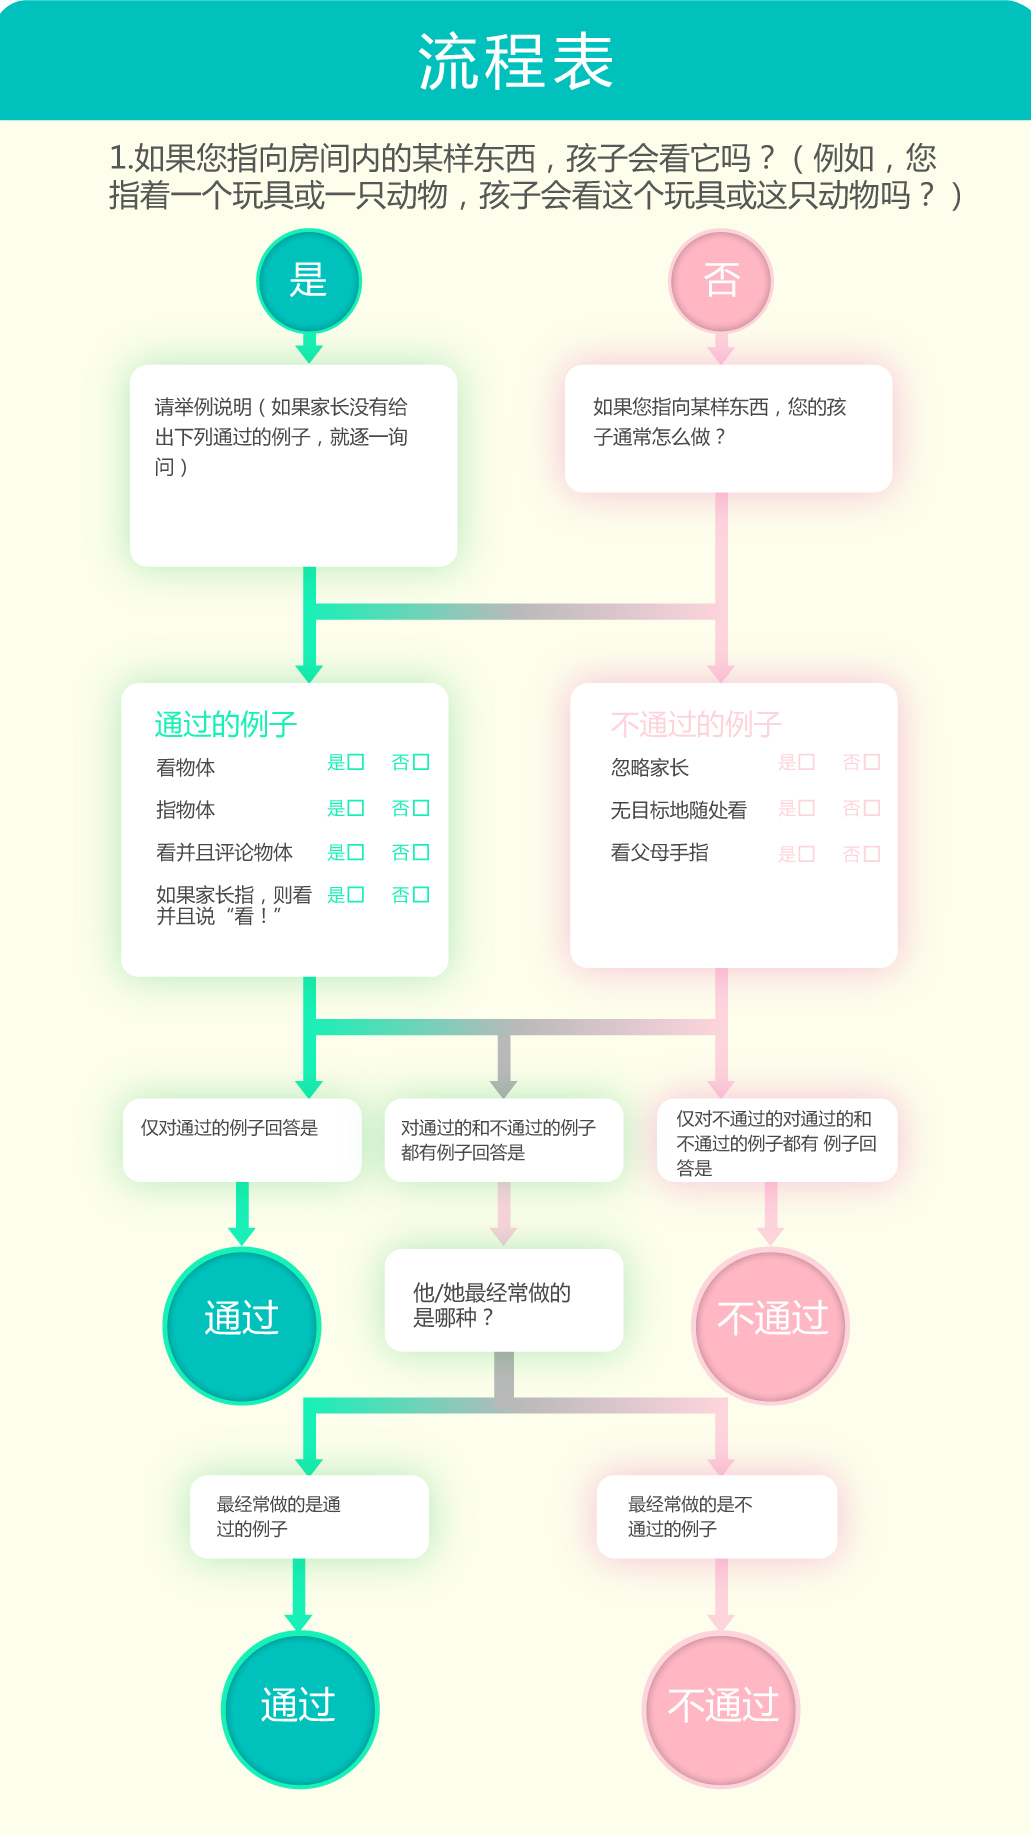 流程表
1.如果您指向房间内的某样东西，孩子会看它吗？（例如，您
指着一个玩具或一只动物，孩子会看这个玩具或这只动物吗？）
是
否
请举例说明（如果家长没有给
出下列通过的例子，就逐一询
问）
如果您指向某样东西，您的孩
子通常怎么做？
通过的例子
看物体 是□ 否□
指物体 是□ 否□
看并且评论物体 是□ 否□
如果家长指，则看 是□ 否□
并且说“看！”
不通过的例子
忽略家长 是□ 否□
无目标地随处看 是□ 否□
看父母手指 是□ 否□
仅对通过的例子回答是
对通过的和不通过的例子
都有例子回答是
仅对不通过的对通过的和
不通过的例子都有 例子回
答是
通过
他/她最经常做的
是哪种？
不通过
最经常做的是通
过的例子
最经常做的是不
通过的例子
通过
不通过